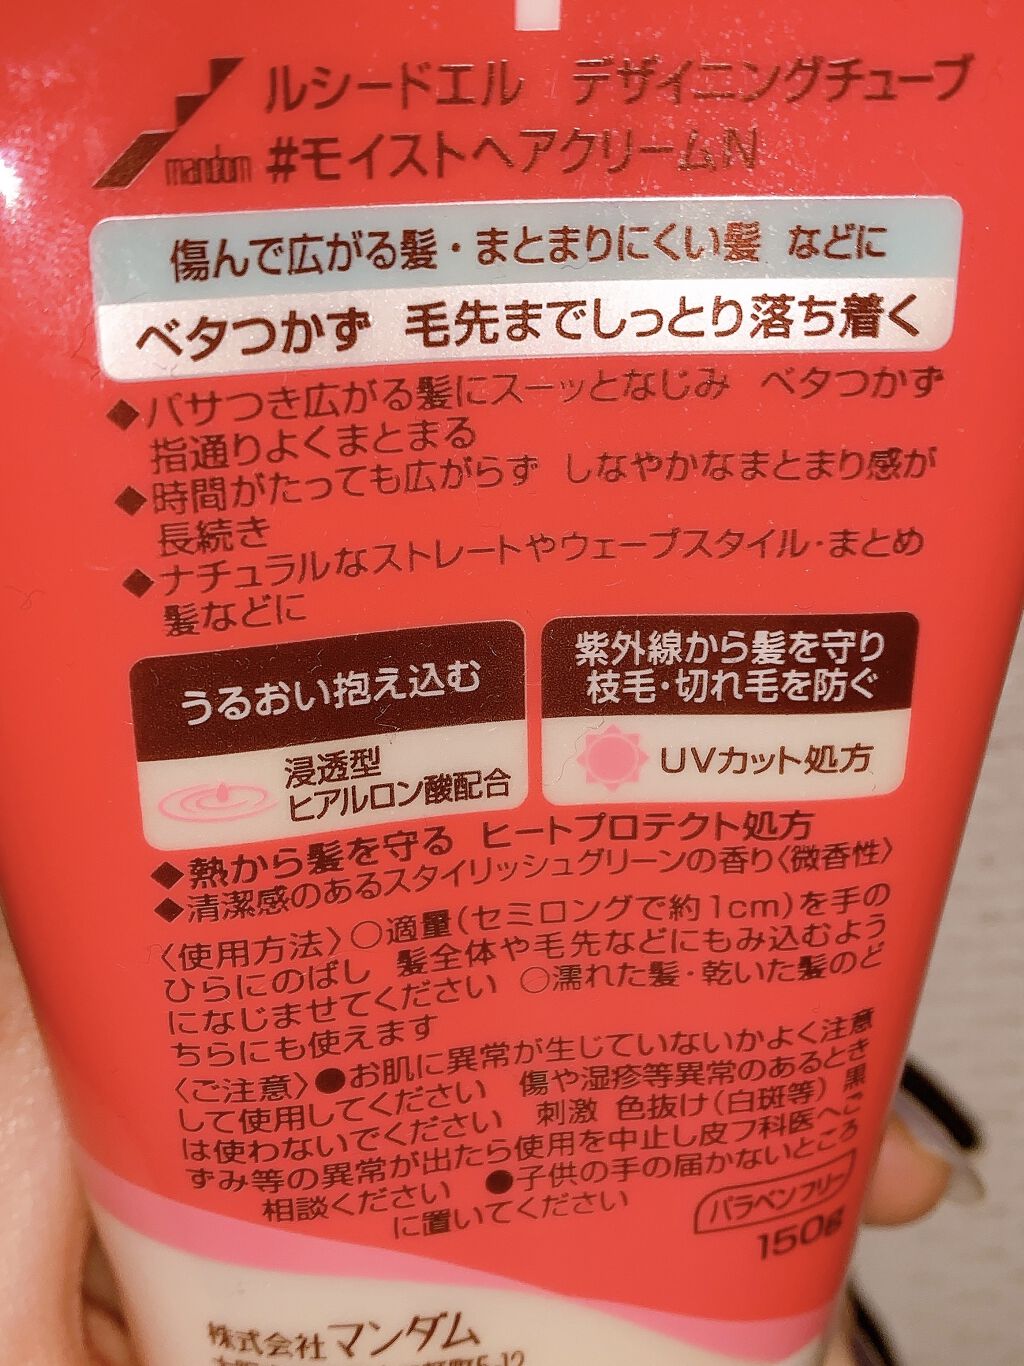 ルシードエル デザイニングチューブ
mandom #モイストヘアクリームN
傷んで広がる髪・まとまりにくい髪 などに
ベタつかず 毛先までしっとり落ち着く
◆パサつき広がる髪にスーッとなじみ ベタつかず
指通りよくまとまる
◆時間がたっても広がらず しなやかなまとまり感が
長続き
◆ナチュラルなストレートやウェーブスタイル・まとめ
髪などに
うるおい抱え込む
浸透型
ヒアルロン酸配合
紫外線から髪を守り
枝毛・切れ毛を防ぐ
UVカット処方
◆熱から髪を守る ヒートプロテクト処方
◆清潔感のあるスタイリッシュグリーンの香り〈微香性〉
〈使用方法〉○適量(セミロングで約1cm)を手の
ひらにのばし 髪全体や毛先などにもみ込むよう
になじませてください ○濡れた髪・乾いた髪のど
ちらにも使えます
〈ご注意〉●お肌に異常が生じていないかよく注意
して使用してください 傷や湿疹等異常のあるとき
は使わないでください 刺激 色抜け(白斑等) 黒
ずみ等の異常が出たら使用を中止し皮フ科医へご
相談ください ●子供の手の届かないところ
に置いてください
パラベンフリー
150g
株式会社マンダム
5-12